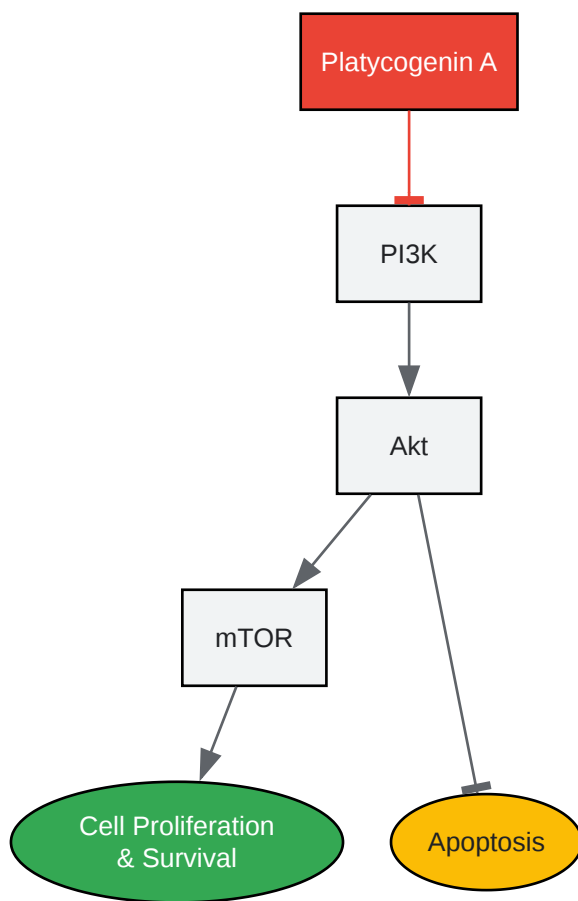 Platycogenin A
PI3K
Akt
mTOR
Cell Proliferation
& Survival
Apoptosis